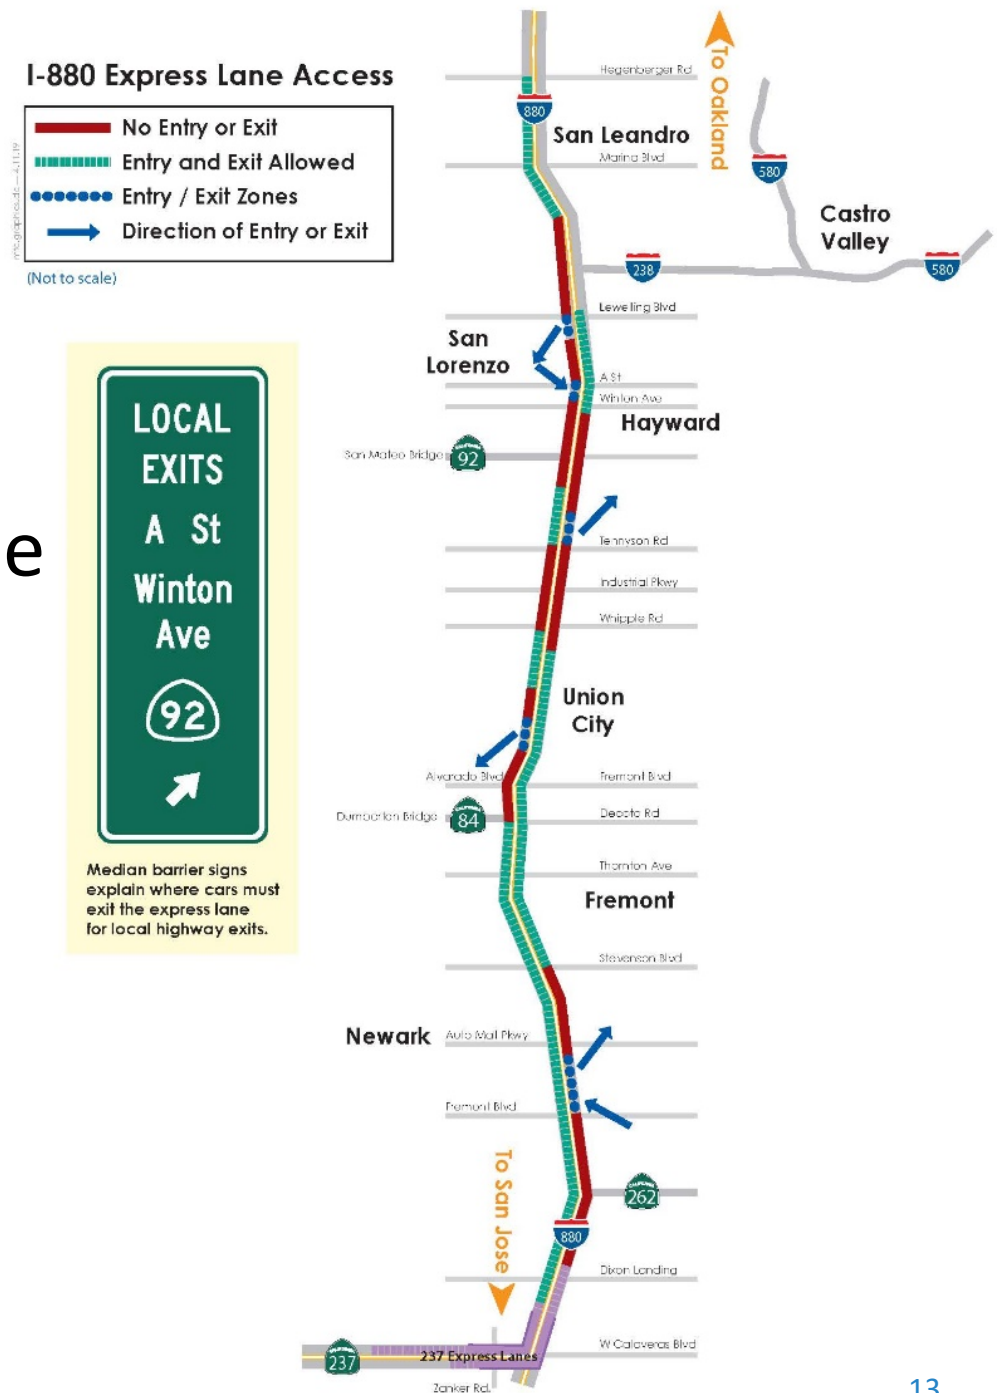 I-880 Express Lane Access
No Entry or Exit
Entry and Exit Allowed
Entry / Exit Zones
Direction of Entry or Exit
(Not to scale)
To Oakland
Hegenberger Rd
880
San Leandro
Marina Blvd
580
Castro
Valley
238
580
Lewelling Blvd
San
Lorenzo
A St
Winton Ave
Hayward
San Mateo Bridge
92
Tennyson Rd
Industrial Pkwy
Whipple Rd
Union
City
Alvarado Blvd
Fremont Blvd
Dumbarton Bridge
84
Decoto Rd
Thornton Ave
Fremont
Stevenson Blvd
Newark
Auto Mall Pkwy
Fremont Blvd
To San Jose
262
880
Dixon Landing
W Calaveras Blvd
237
237 Express Lanes
Zanker Rd.
LOCAL
EXITS
A St
Winton
Ave
92
Median barrier signs
explain where cars must
exit the express lane
for local highway exits.
e
13